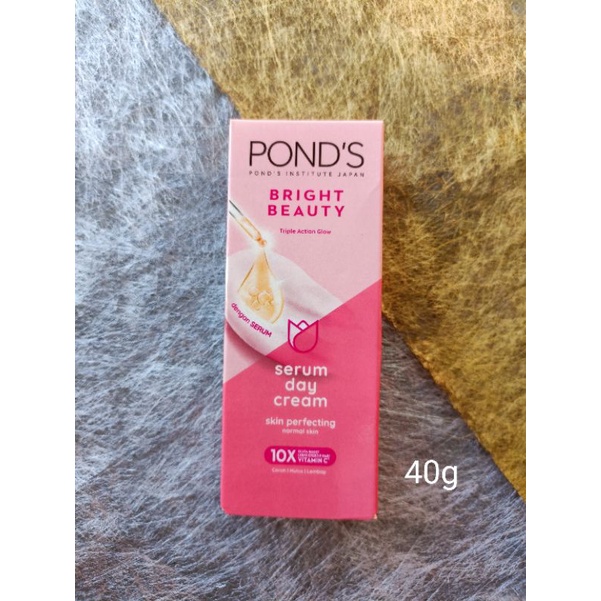 POND'S
POND'S INSTITUTE JAPAN
BRIGHT
BEAUTY
Triple Action Glow
dengan SERUM
serum
day
cream
skin perfecting
normal skin
10X
VITAMIN C
40g